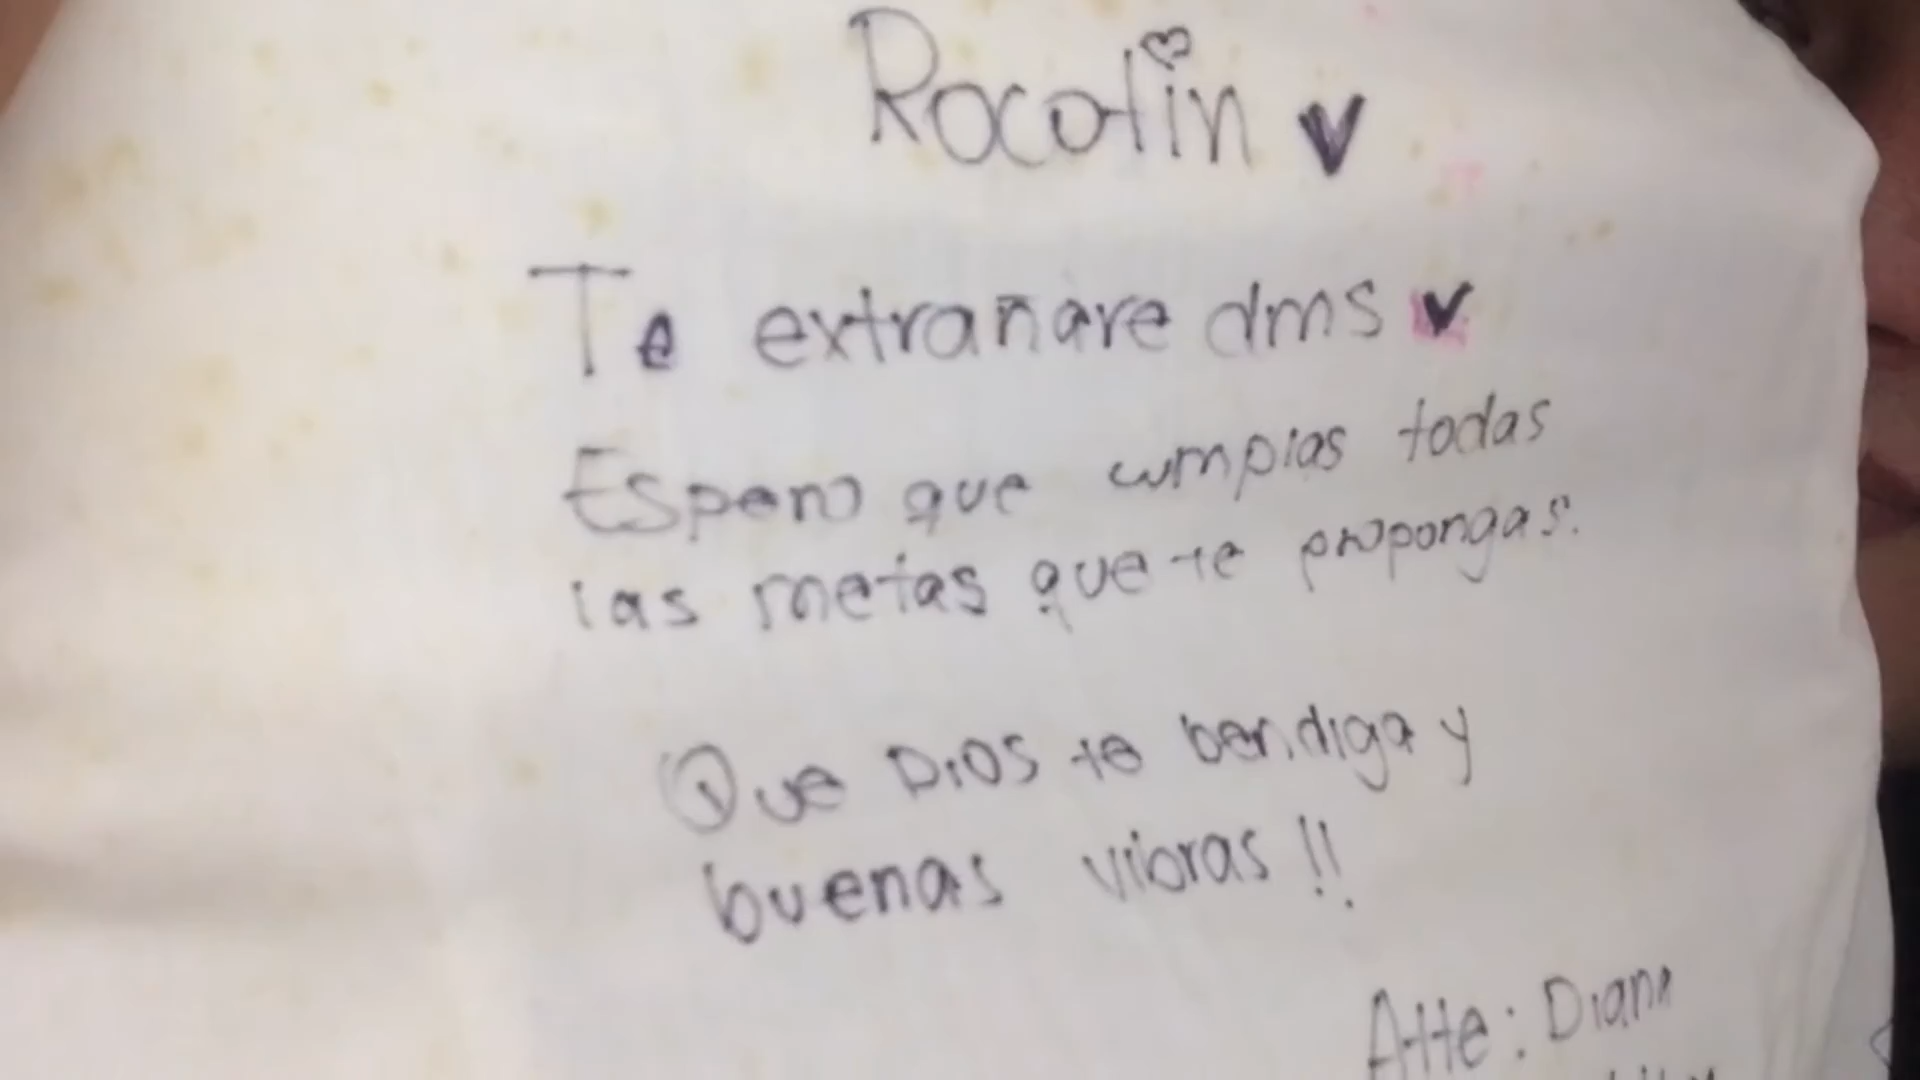 Rocotin
Te extrañare dms
Espero que cumplas todas
las metas que te propongas.
Que Dios te bendiga y
buenas vibras !!
Atte: Diana